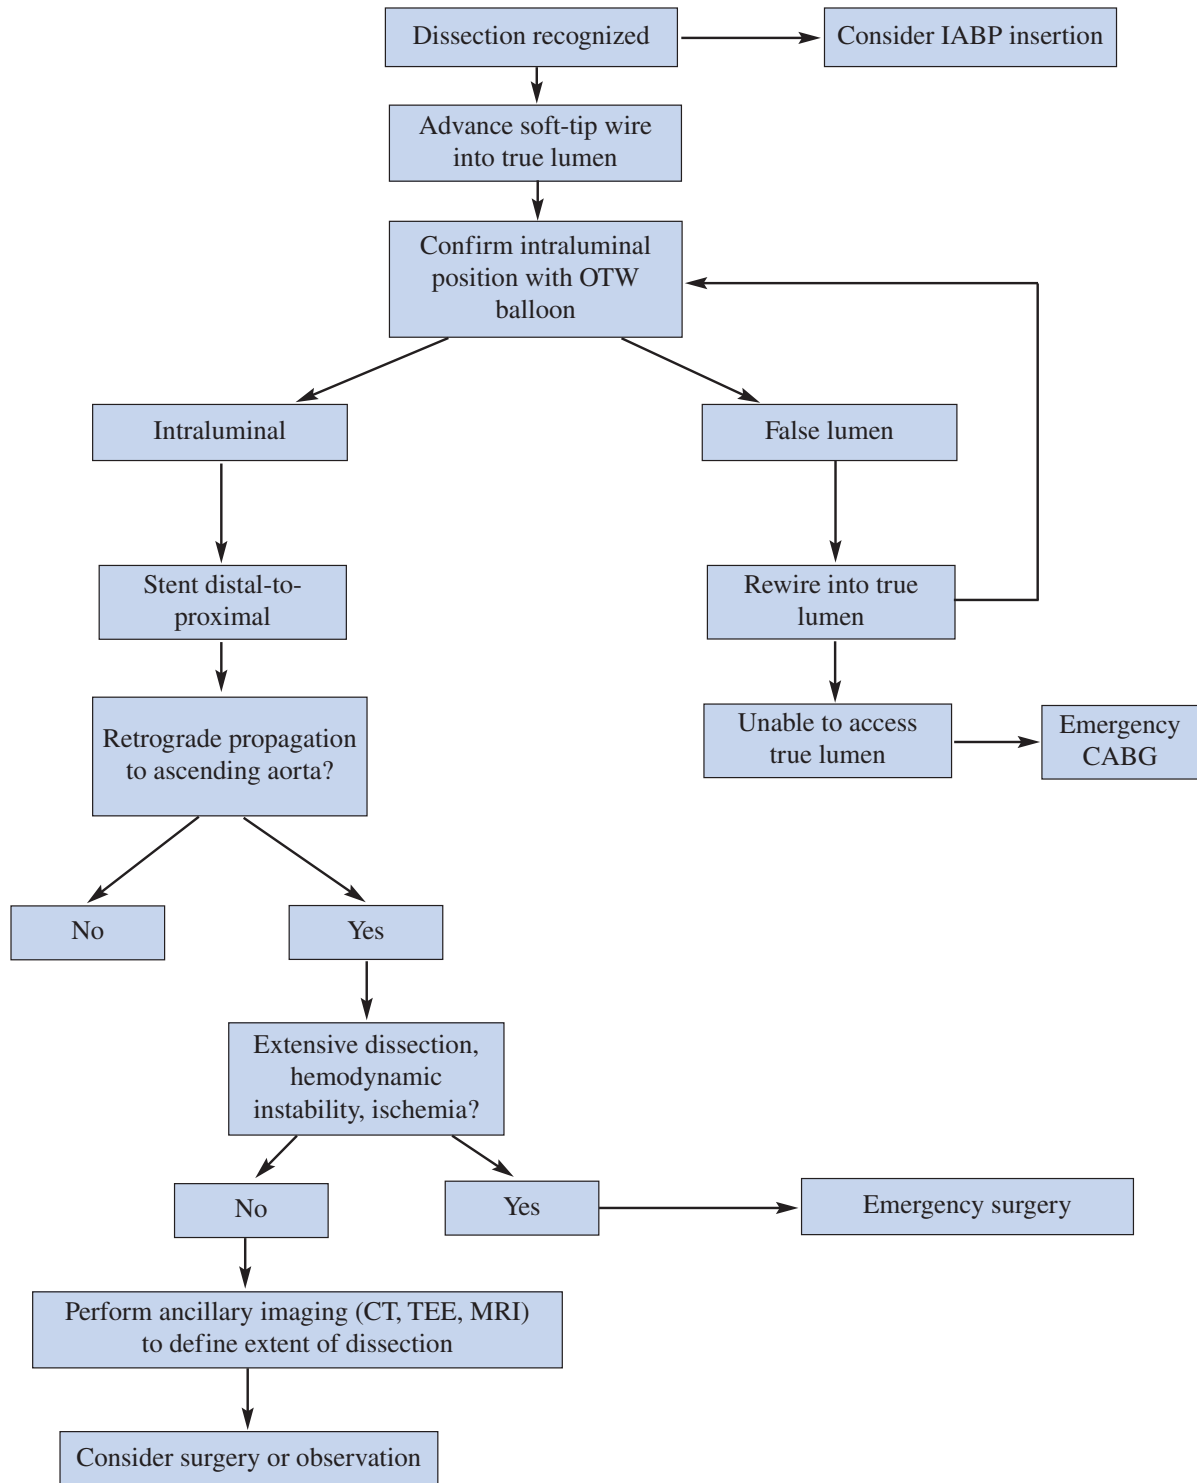 Dissection recognized
Consider IABP insertion
Advance soft-tip wire
into true lumen
Confirm intraluminal
position with OTW
balloon
Intraluminal
False lumen
Stent distal-to-
proximal
Rewire into true
lumen
Retrograde propagation
to ascending aorta?
Unable to access
true lumen
Emergency
CABG
No
Yes
Extensive dissection,
hemodynamic
instability, ischemia?
No
Yes
Emergency surgery
Perform ancillary imaging (CT, TEE, MRI)
to define extent of dissection
Consider surgery or observation